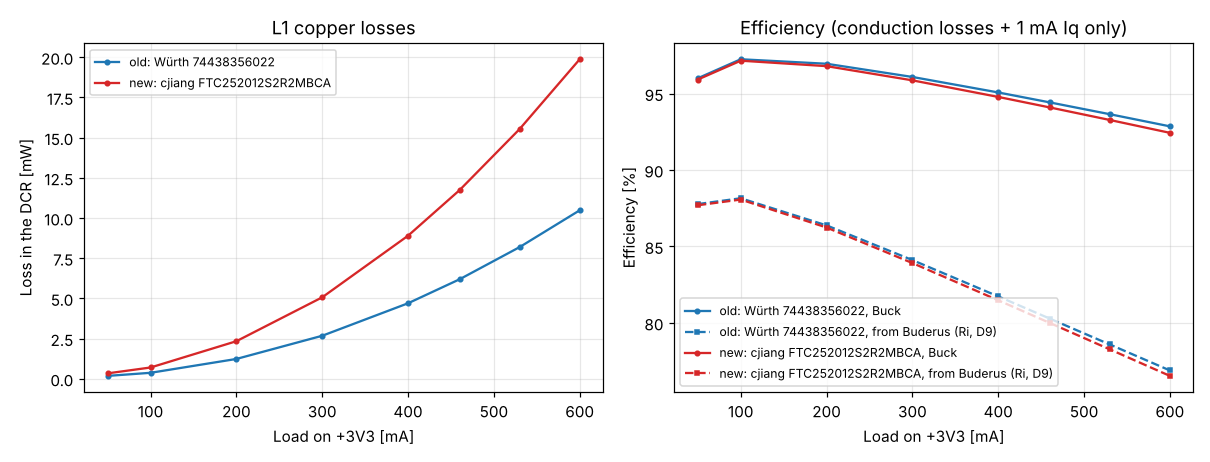 L1 copper losses
20.0
17.5
15.0
12.5
10.0
7.5
5.0
2.5
0.0
Loss in the DCR [mW]
old: Würth 74438356022
new: cjiang FTC252012S2R2MBCA
100
200
300
400
500
600
Load on +3V3 [mA]
Efficiency (conduction losses + 1 mA Iq only)
95
90
85
80
Efficiency [%]
old: Würth 74438356022, Buck
old: Würth 74438356022, from Buderus (Ri, D9)
new: cjiang FTC252012S2R2MBCA, Buck
new: cjiang FTC252012S2R2MBCA, from Buderus (Ri, D9)
100
200
300
400
500
600
Load on +3V3 [mA]